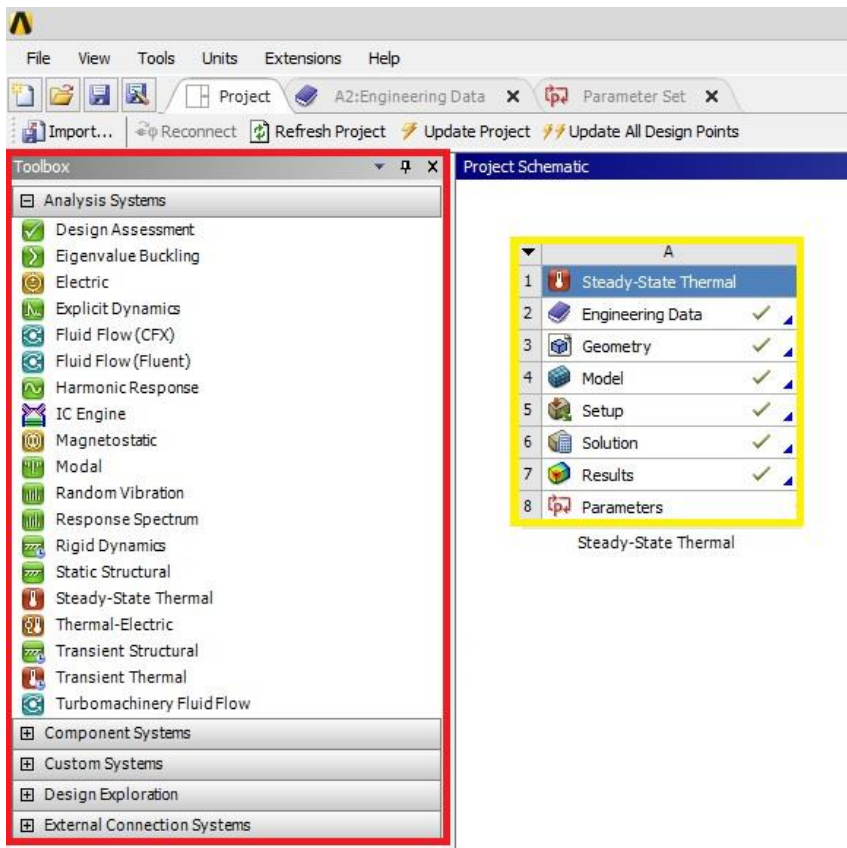 File View Tools Units Extensions Help
Project A2:Engineering Data Parameter Set
Import... Reconnect Refresh Project Update Project Update All Design Points
Toolbox
Analysis Systems
Design Assessment
Eigenvalue Buckling
Electric
Explicit Dynamics
Fluid Flow (CFX)
Fluid Flow (Fluent)
Harmonic Response
IC Engine
Magnetostatic
Modal
Random Vibration
Response Spectrum
Rigid Dynamics
Static Structural
Steady-State Thermal
Thermal-Electric
Transient Structural
Transient Thermal
Turbomachinery Fluid Flow
Component Systems
Custom Systems
Design Exploration
External Connection Systems
Project Schematic
A
1 Steady-State Thermal
2 Engineering Data
3 Geometry
4 Model
5 Setup
6 Solution
7 Results
8 Parameters
Steady-State Thermal